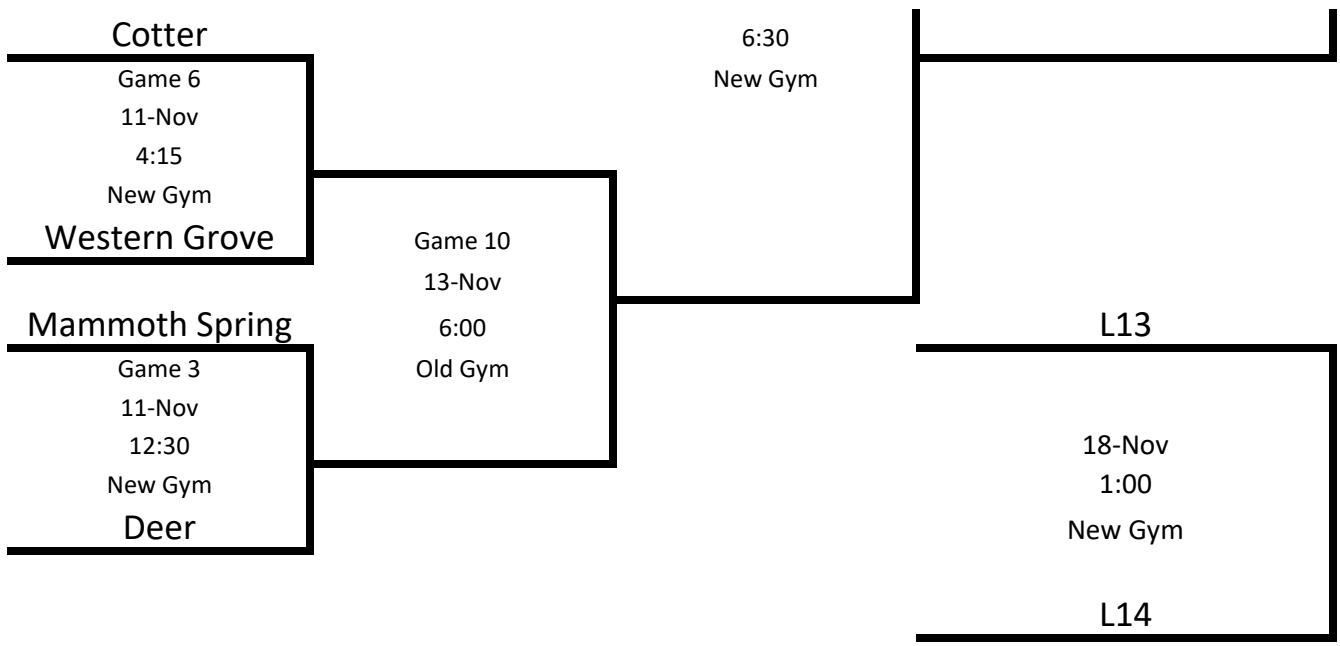 Cotter
Game 6
11-Nov
4:15
New Gym
Western Grove
Mammoth Spring
Game 3
11-Nov
12:30
New Gym
Deer
Game 10
13-Nov
6:00
Old Gym
6:30
New Gym
L13
18-Nov
1:00
New Gym
L14